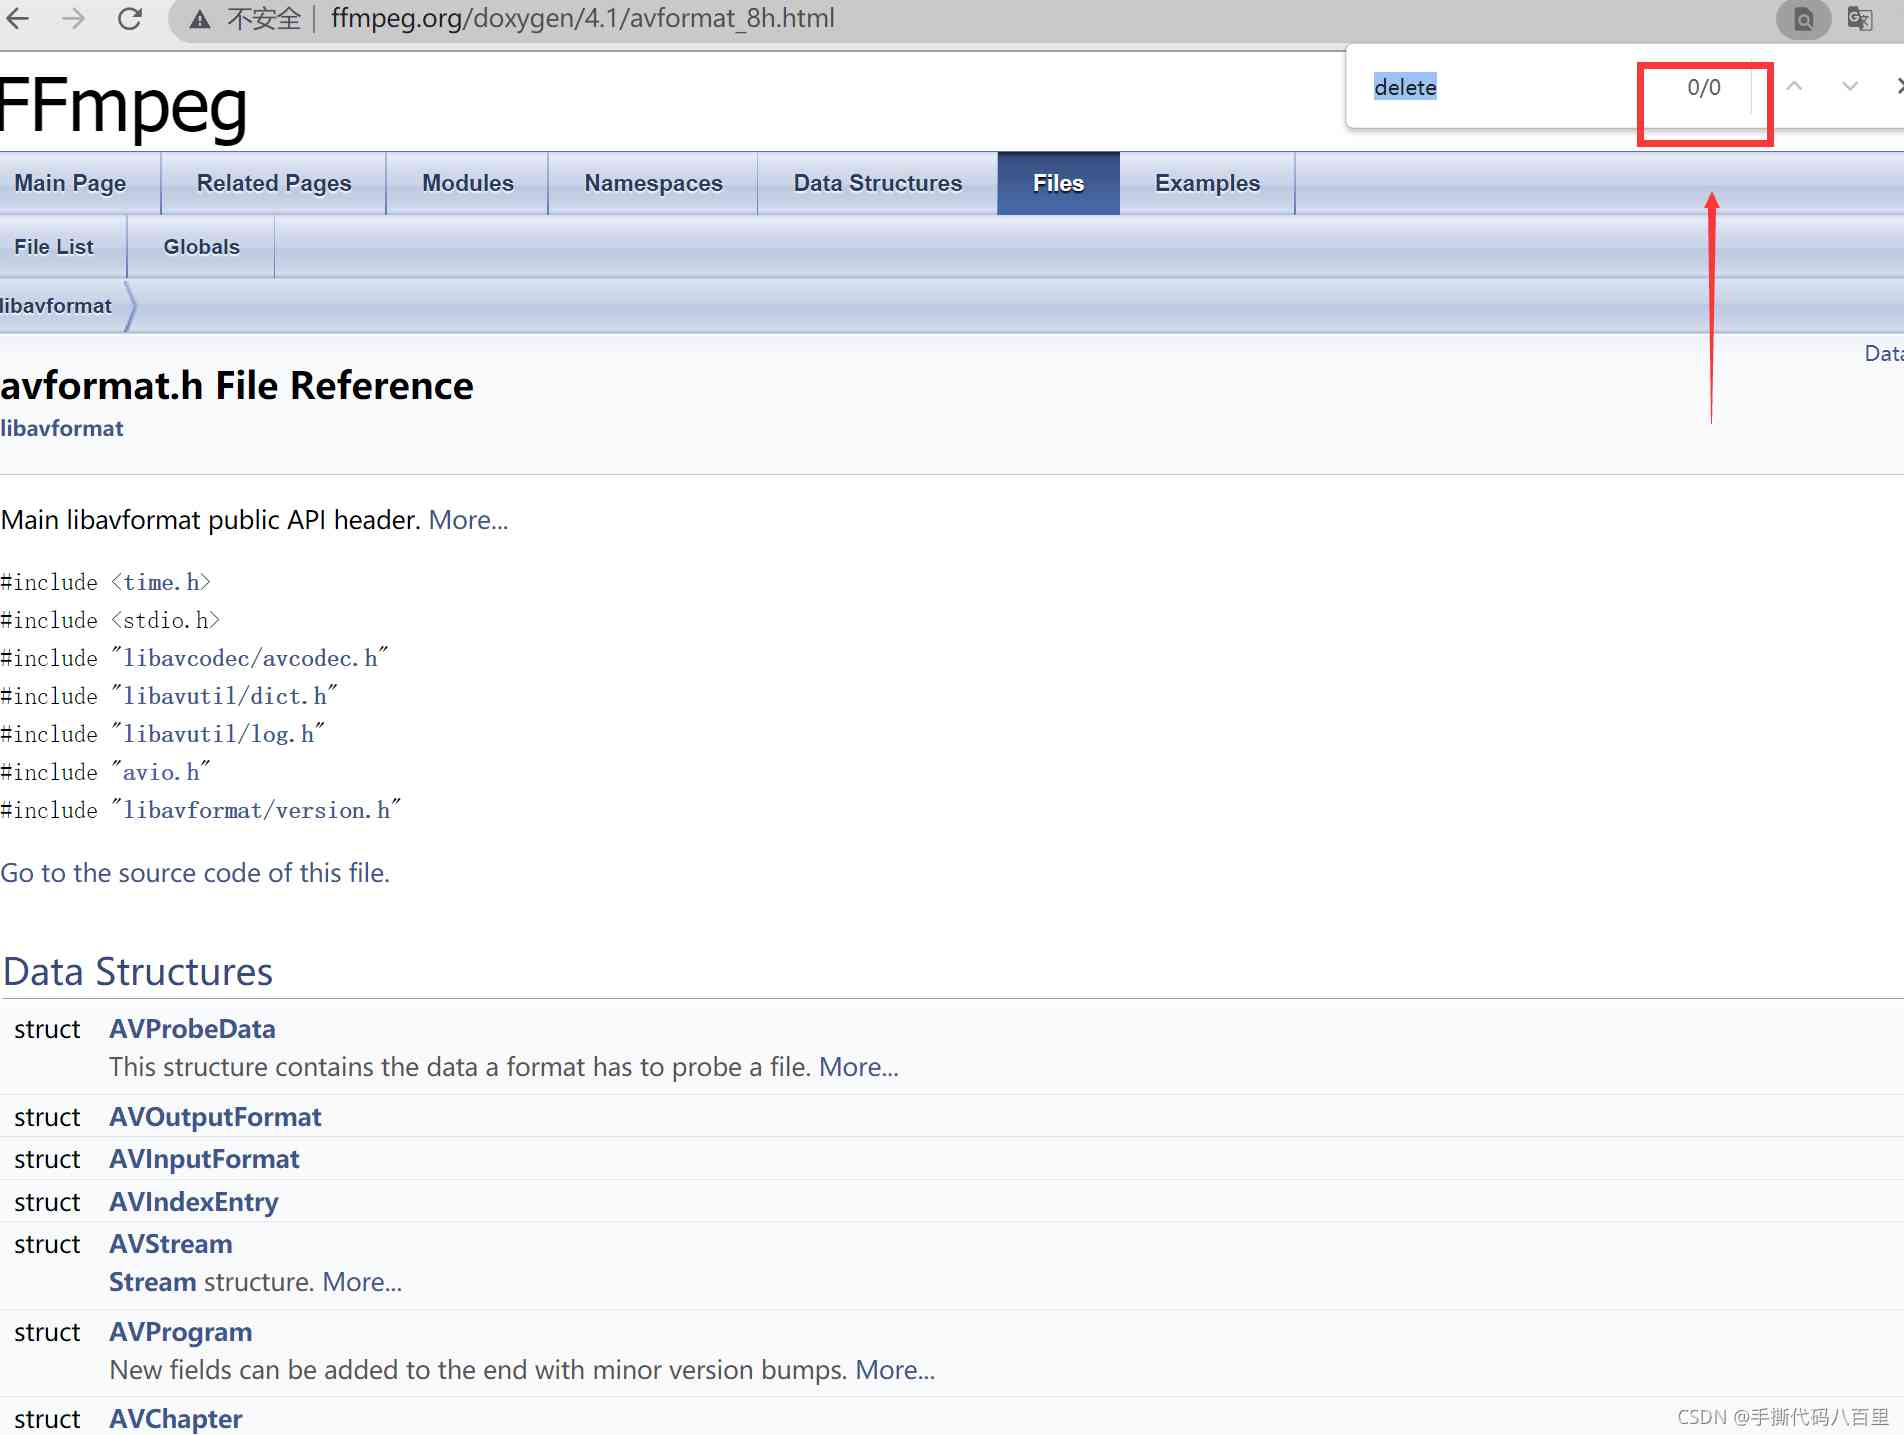 不安全 | ffmpeg.org/doxygen/4.1/avformat_8h.html
delete 0/0
FFmpeg
Main Page Related Pages Modules Namespaces Data Structures Files Examples
File List Globals
libavformat
Data
avformat.h File Reference
libavformat
Main libavformat public API header. More...
#include <time.h>
#include <stdio.h>
#include "libavcodec/avcodec.h"
#include "libavutil/dict.h"
#include "libavutil/log.h"
#include "avio.h"
#include "libavformat/version.h"
Go to the source code of this file.
Data Structures
struct AVProbeData
This structure contains the data a format has to probe a file. More...
struct AVOutputFormat
struct AVInputFormat
struct AVIndexEntry
struct AVStream
Stream structure. More...
struct AVProgram
New fields can be added to the end with minor version bumps. More...
struct AVChapter
CSDN @手撕代码八百里